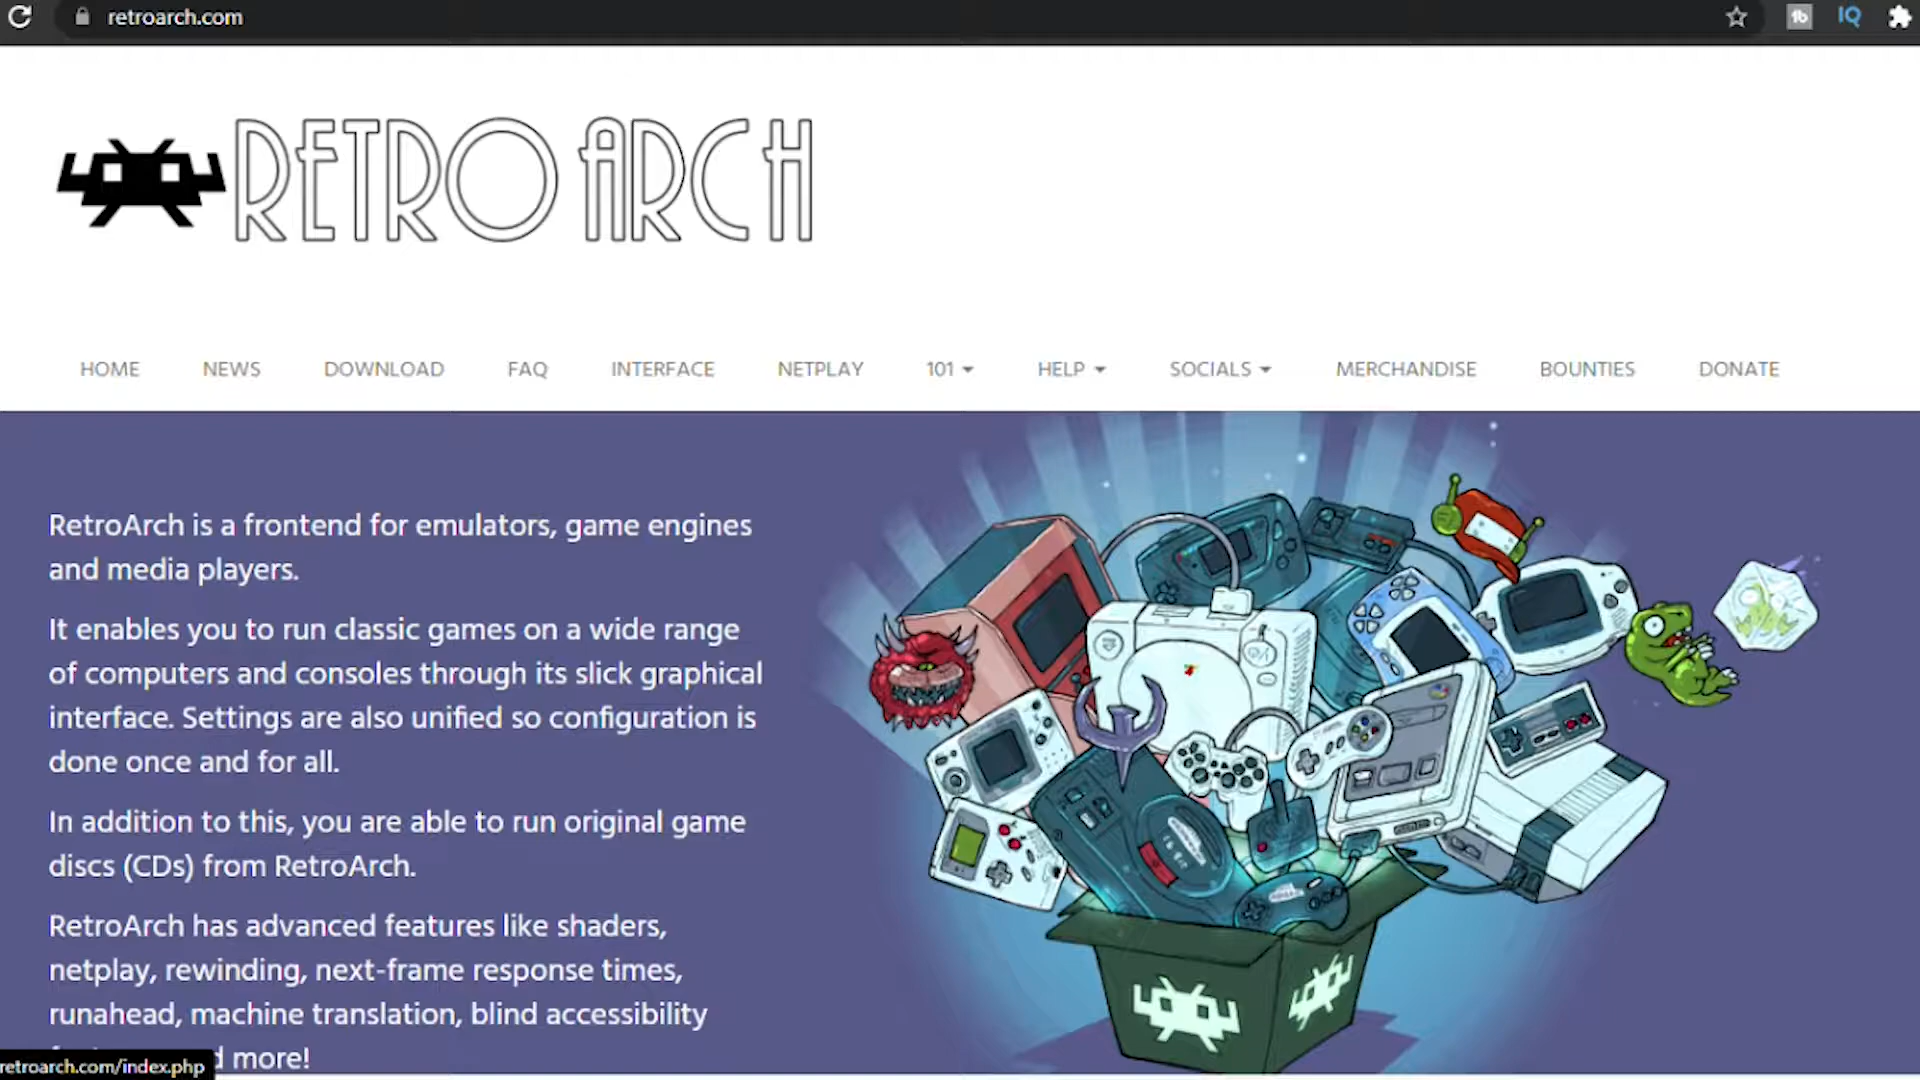 retroarch.com
RETROARCH
HOME NEWS DOWNLOAD FAQ INTERFACE NETPLAY 101 HELP SOCIALS MERCHANDISE BOUNTIES DONATE
RetroArch is a frontend for emulators, game engines
and media players.
It enables you to run classic games on a wide range
of computers and consoles through its slick graphical
interface. Settings are also unified so configuration is
done once and for all.
In addition to this, you are able to run original game
discs (CDs) from RetroArch.
RetroArch has advanced features like shaders,
netplay, rewinding, next-frame response times,
runahead, machine translation, blind accessibility
more!
retroarch.com/index.php